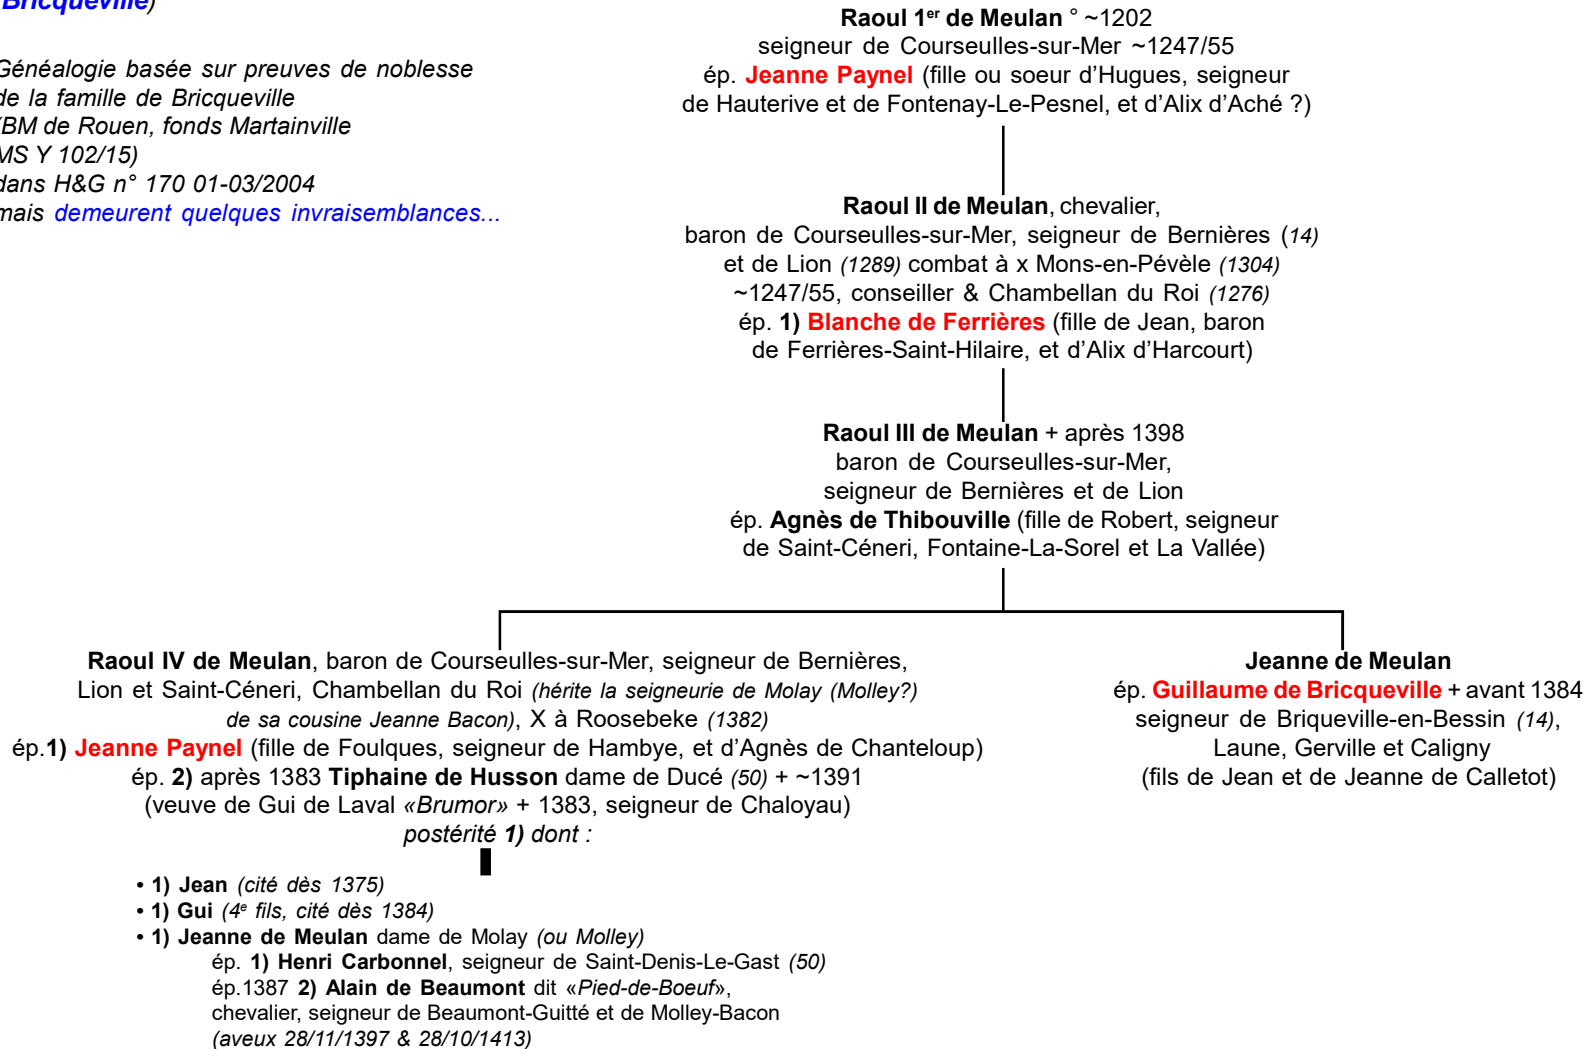 Bricqueville)
Généalogie basée sur preuves de noblesse
de la famille de Bricqueville
(BM de Rouen, fonds Martainville
MS Y 102/15)
dans H&G n° 170 01-03/2004
mais demeurent quelques invraisemblances...
Raoul 1er de Meulan ° ~1202
seigneur de Courseulles-sur-Mer ~1247/55
ép. Jeanne Paynel (fille ou soeur d’Hugues, seigneur
de Hauterive et de Fontenay-Le-Pesnel, et d’Alix d’Aché ?)
Raoul II de Meulan, chevalier,
baron de Courseulles-sur-Mer, seigneur de Bernières (14)
et de Lion (1289) combat à x Mons-en-Pévèle (1304)
~1247/55, conseiller & Chambellan du Roi (1276)
ép. 1) Blanche de Ferrières (fille de Jean, baron
de Ferrières-Saint-Hilaire, et d’Alix d’Harcourt)
Raoul III de Meulan + après 1398
baron de Courseulles-sur-Mer,
seigneur de Bernières et de Lion
ép. Agnès de Thibouville (fille de Robert, seigneur
de Saint-Céneri, Fontaine-La-Sorel et La Vallée)
Raoul IV de Meulan, baron de Courseulles-sur-Mer, seigneur de Bernières,
Lion et Saint-Céneri, Chambellan du Roi (hérite la seigneurie de Molay (Molley?)
de sa cousine Jeanne Bacon), X à Roosebeke (1382)
ép.1) Jeanne Paynel (fille de Foulques, seigneur de Hambye, et d’Agnès de Chanteloup)
ép. 2) après 1383 Tiphaine de Husson dame de Ducé (50) + ~1391
(veuve de Gui de Laval «Brumor» + 1383, seigneur de Chaloyau)
postérité 1) dont :
• 1) Jean (cité dès 1375)
• 1) Gui (4e fils, cité dès 1384)
• 1) Jeanne de Meulan dame de Molay (ou Molley)
ép. 1) Henri Carbonnel, seigneur de Saint-Denis-Le-Gast (50)
ép.1387 2) Alain de Beaumont dit «Pied-de-Boeuf»,
chevalier, seigneur de Beaumont-Guitté et de Molley-Bacon
(aveux 28/11/1397 & 28/10/1413)
Jeanne de Meulan
ép. Guillaume de Bricqueville + avant 1384
seigneur de Briqueville-en-Bessin (14),
Laune, Gerville et Caligny
(fils de Jean et de Jeanne de Calletot)